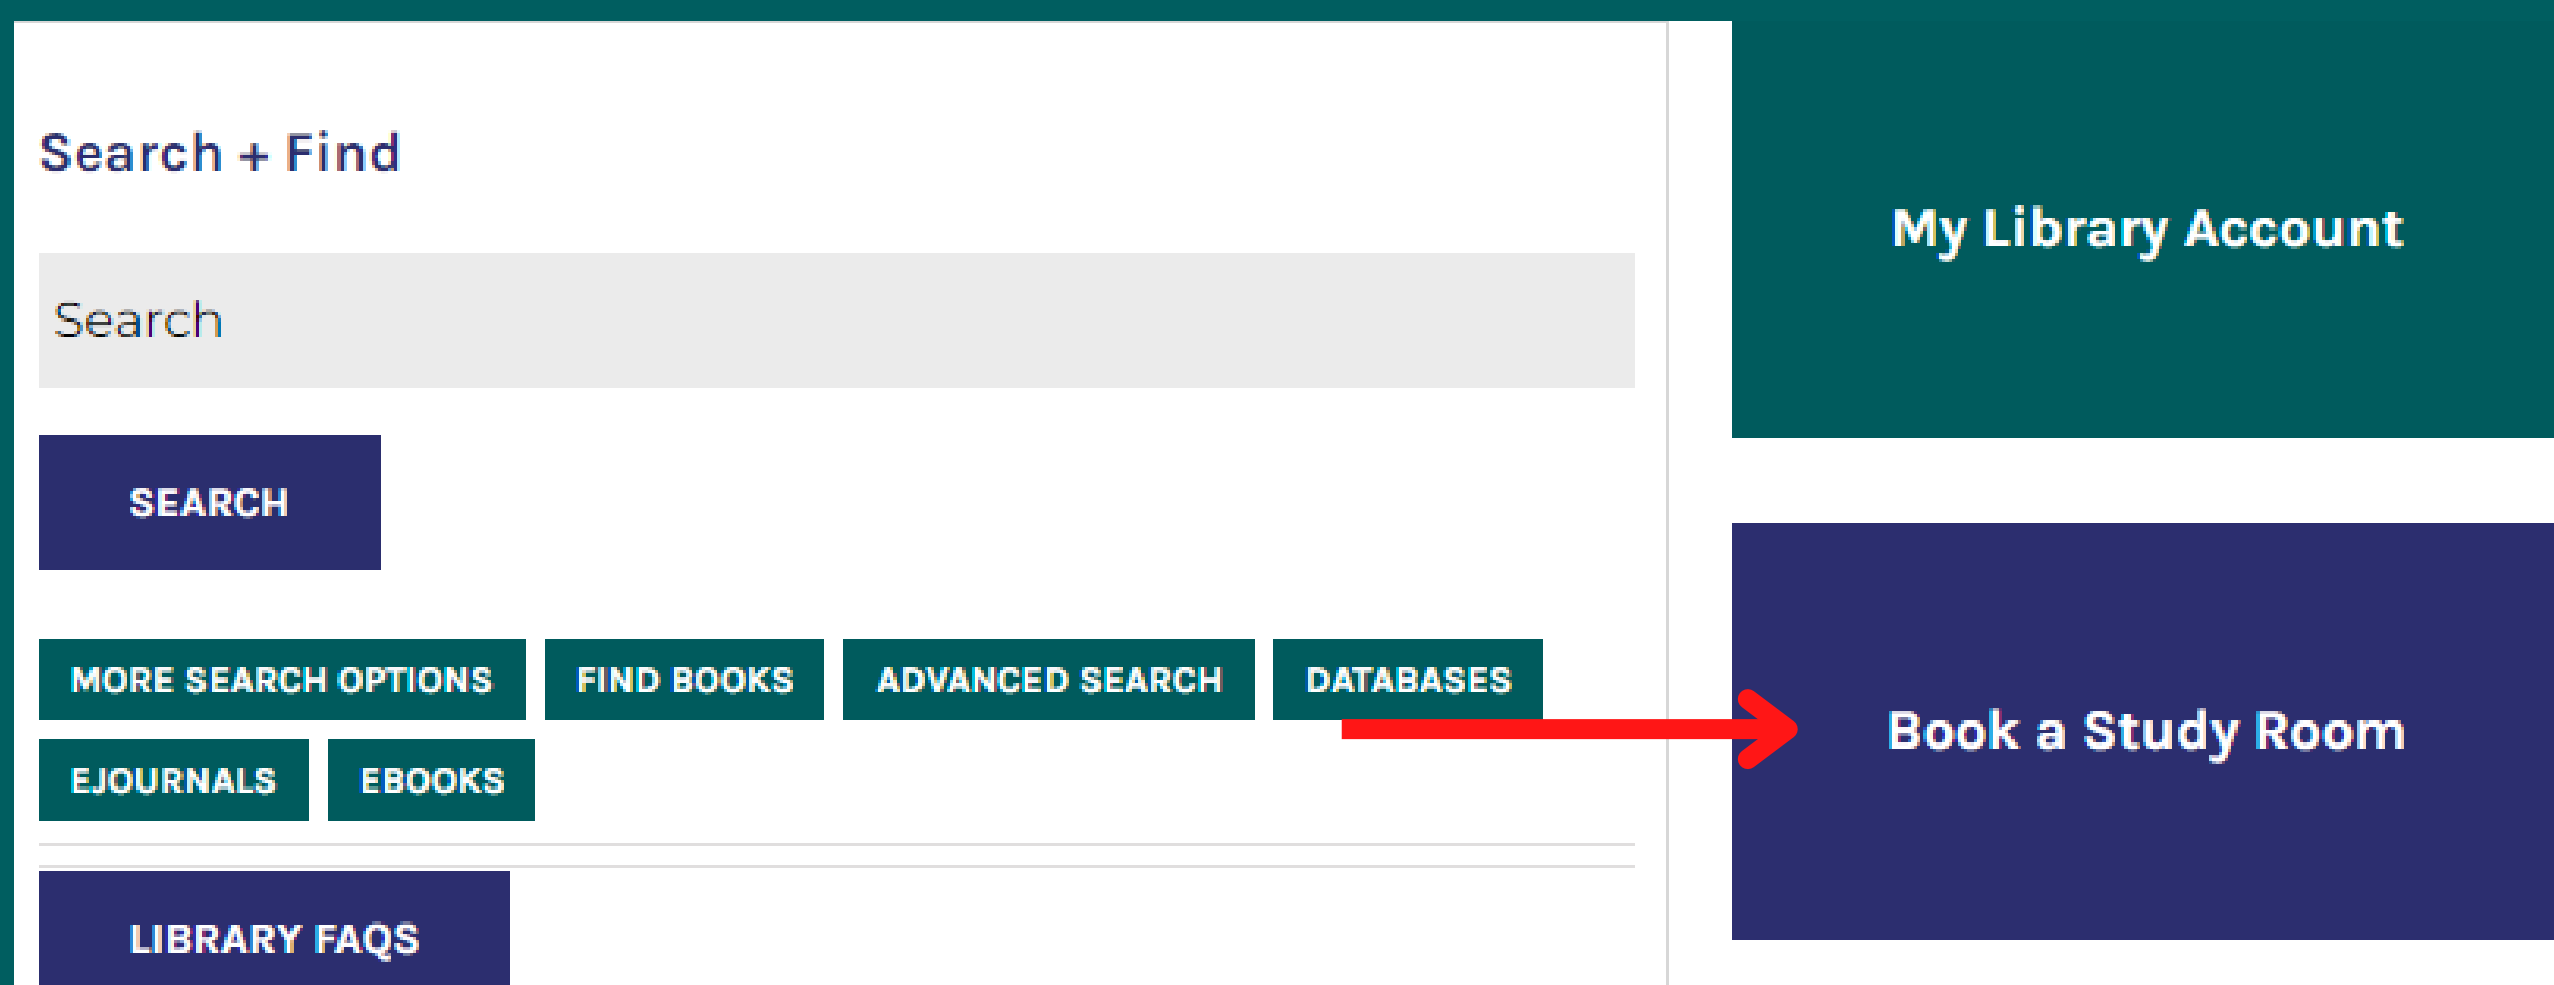 Search + Find
Search
SEARCH
MORE SEARCH OPTIONS
FIND BOOKS
ADVANCED SEARCH
DATABASES
EJOURNALS
EBOOKS
LIBRARY FAQS
My Library Account
Book a Study Room